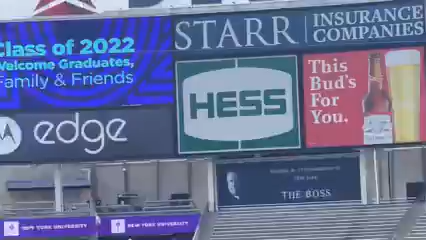 Class of 2022
Welcome Graduates,
Family & Friends
STARR
INSURANCE
COMPANIES
HESS
This
Bud's
For
You.
edge
THE BOSS
NEW YORK UNIVERSITY
NEW YORK UNIVERSITY